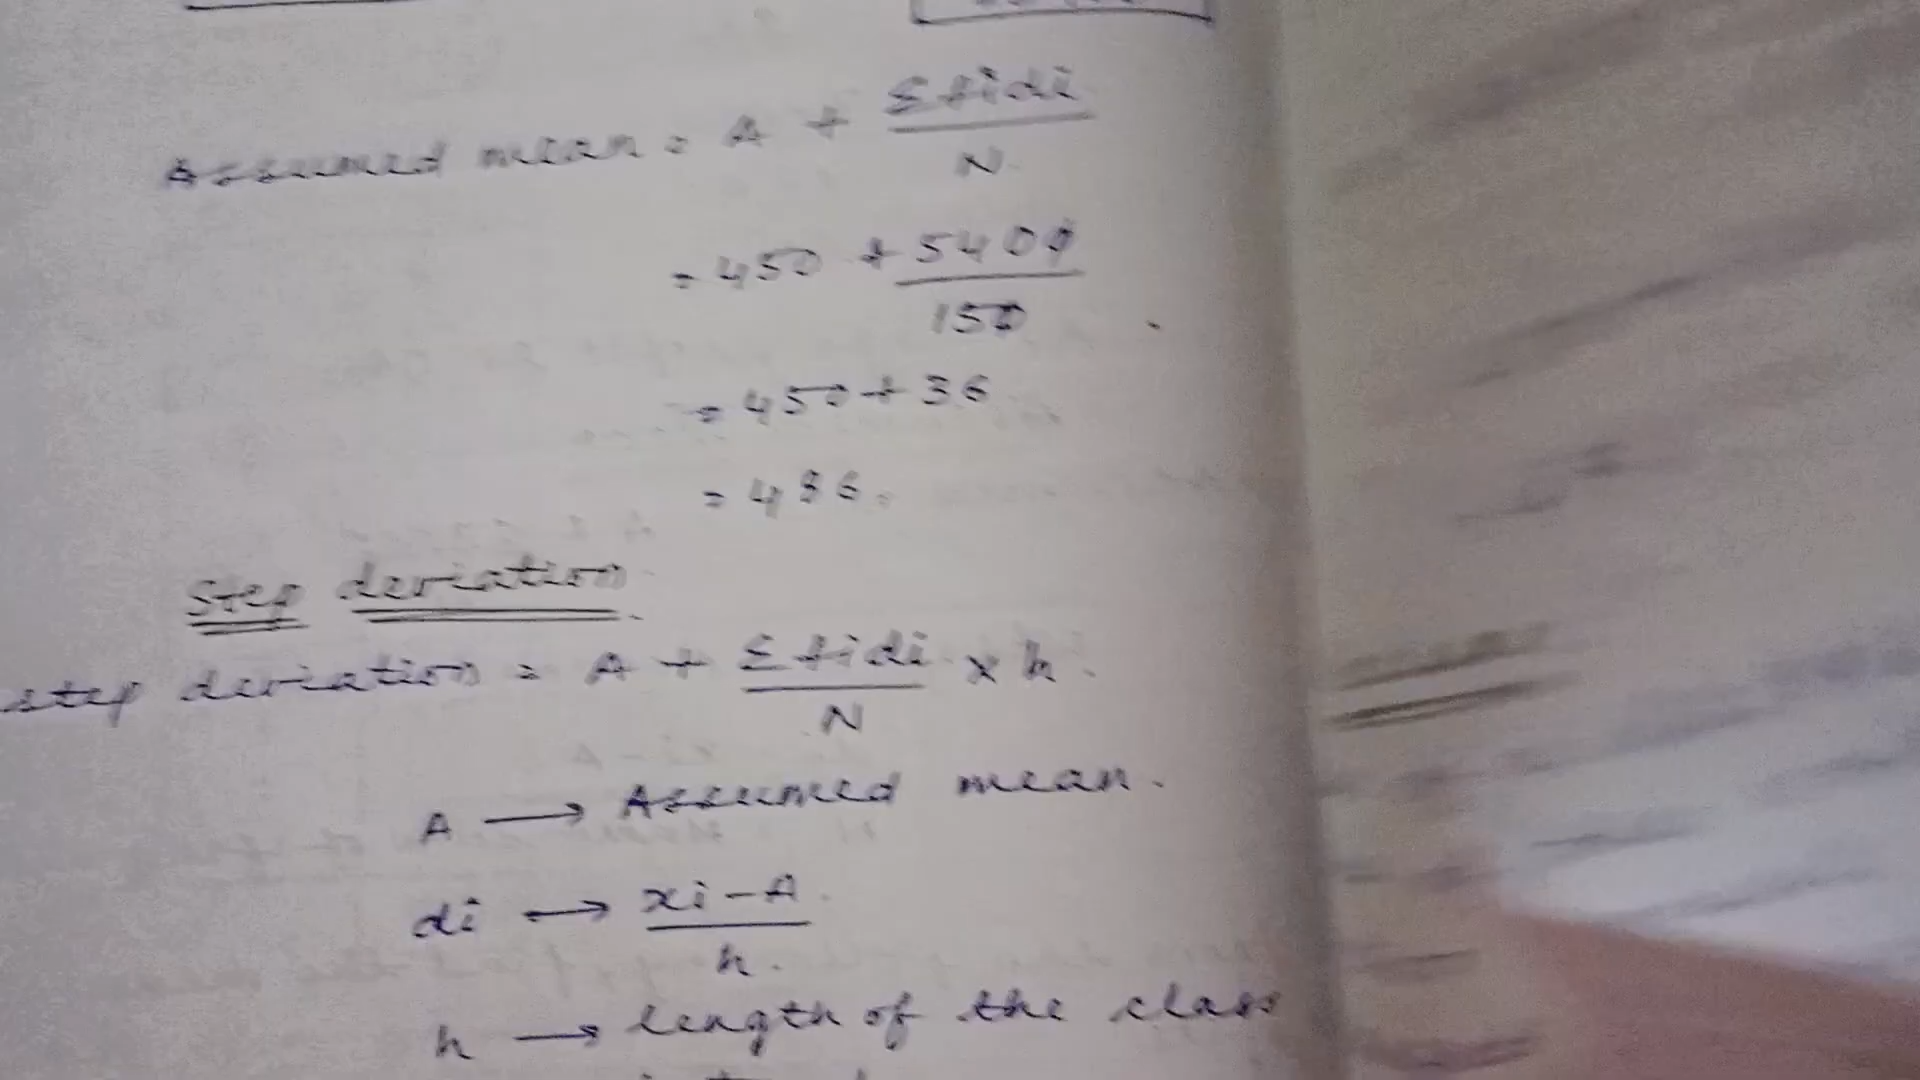 Assumed mean = A + Σfidi / N
= 450 + 5400 / 150
= 450 + 36
= 486.
Step deviation.
step deviation = A + Σfidi / N × h.
A → Assumed mean.
di → xi - A / h.
h → length of the class